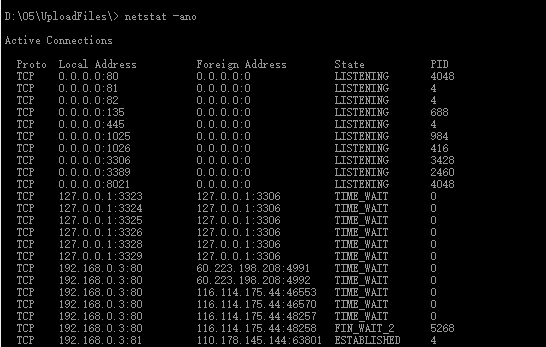 D:\05\UploadFiles\> netstat -ano
Active Connections
Proto Local Address Foreign Address State PID
TCP 0.0.0.0:80 0.0.0.0:0 LISTENING 4048
TCP 0.0.0.0:81 0.0.0.0:0 LISTENING 4
TCP 0.0.0.0:82 0.0.0.0:0 LISTENING 4
TCP 0.0.0.0:135 0.0.0.0:0 LISTENING 688
TCP 0.0.0.0:445 0.0.0.0:0 LISTENING 4
TCP 0.0.0.0:1025 0.0.0.0:0 LISTENING 984
TCP 0.0.0.0:1026 0.0.0.0:0 LISTENING 416
TCP 0.0.0.0:3306 0.0.0.0:0 LISTENING 3428
TCP 0.0.0.0:3389 0.0.0.0:0 LISTENING 2460
TCP 0.0.0.0:8021 0.0.0.0:0 LISTENING 4048
TCP 127.0.0.1:3323 127.0.0.1:3306 TIME_WAIT 0
TCP 127.0.0.1:3324 127.0.0.1:3306 TIME_WAIT 0
TCP 127.0.0.1:3325 127.0.0.1:3306 TIME_WAIT 0
TCP 127.0.0.1:3326 127.0.0.1:3306 TIME_WAIT 0
TCP 127.0.0.1:3328 127.0.0.1:3306 TIME_WAIT 0
TCP 127.0.0.1:3329 127.0.0.1:3306 TIME_WAIT 0
TCP 192.168.0.3:80 60.223.198.208:4991 TIME_WAIT 0
TCP 192.168.0.3:80 60.223.198.208:4992 TIME_WAIT 0
TCP 192.168.0.3:80 116.114.175.44:46553 TIME_WAIT 0
TCP 192.168.0.3:80 116.114.175.44:46570 TIME_WAIT 0
TCP 192.168.0.3:80 116.114.175.44:48257 TIME_WAIT 0
TCP 192.168.0.3:80 116.114.175.44:48258 FIN_WAIT_2 5268
TCP 192.168.0.3:81 110.178.145.144:63801 ESTABLISHED 4